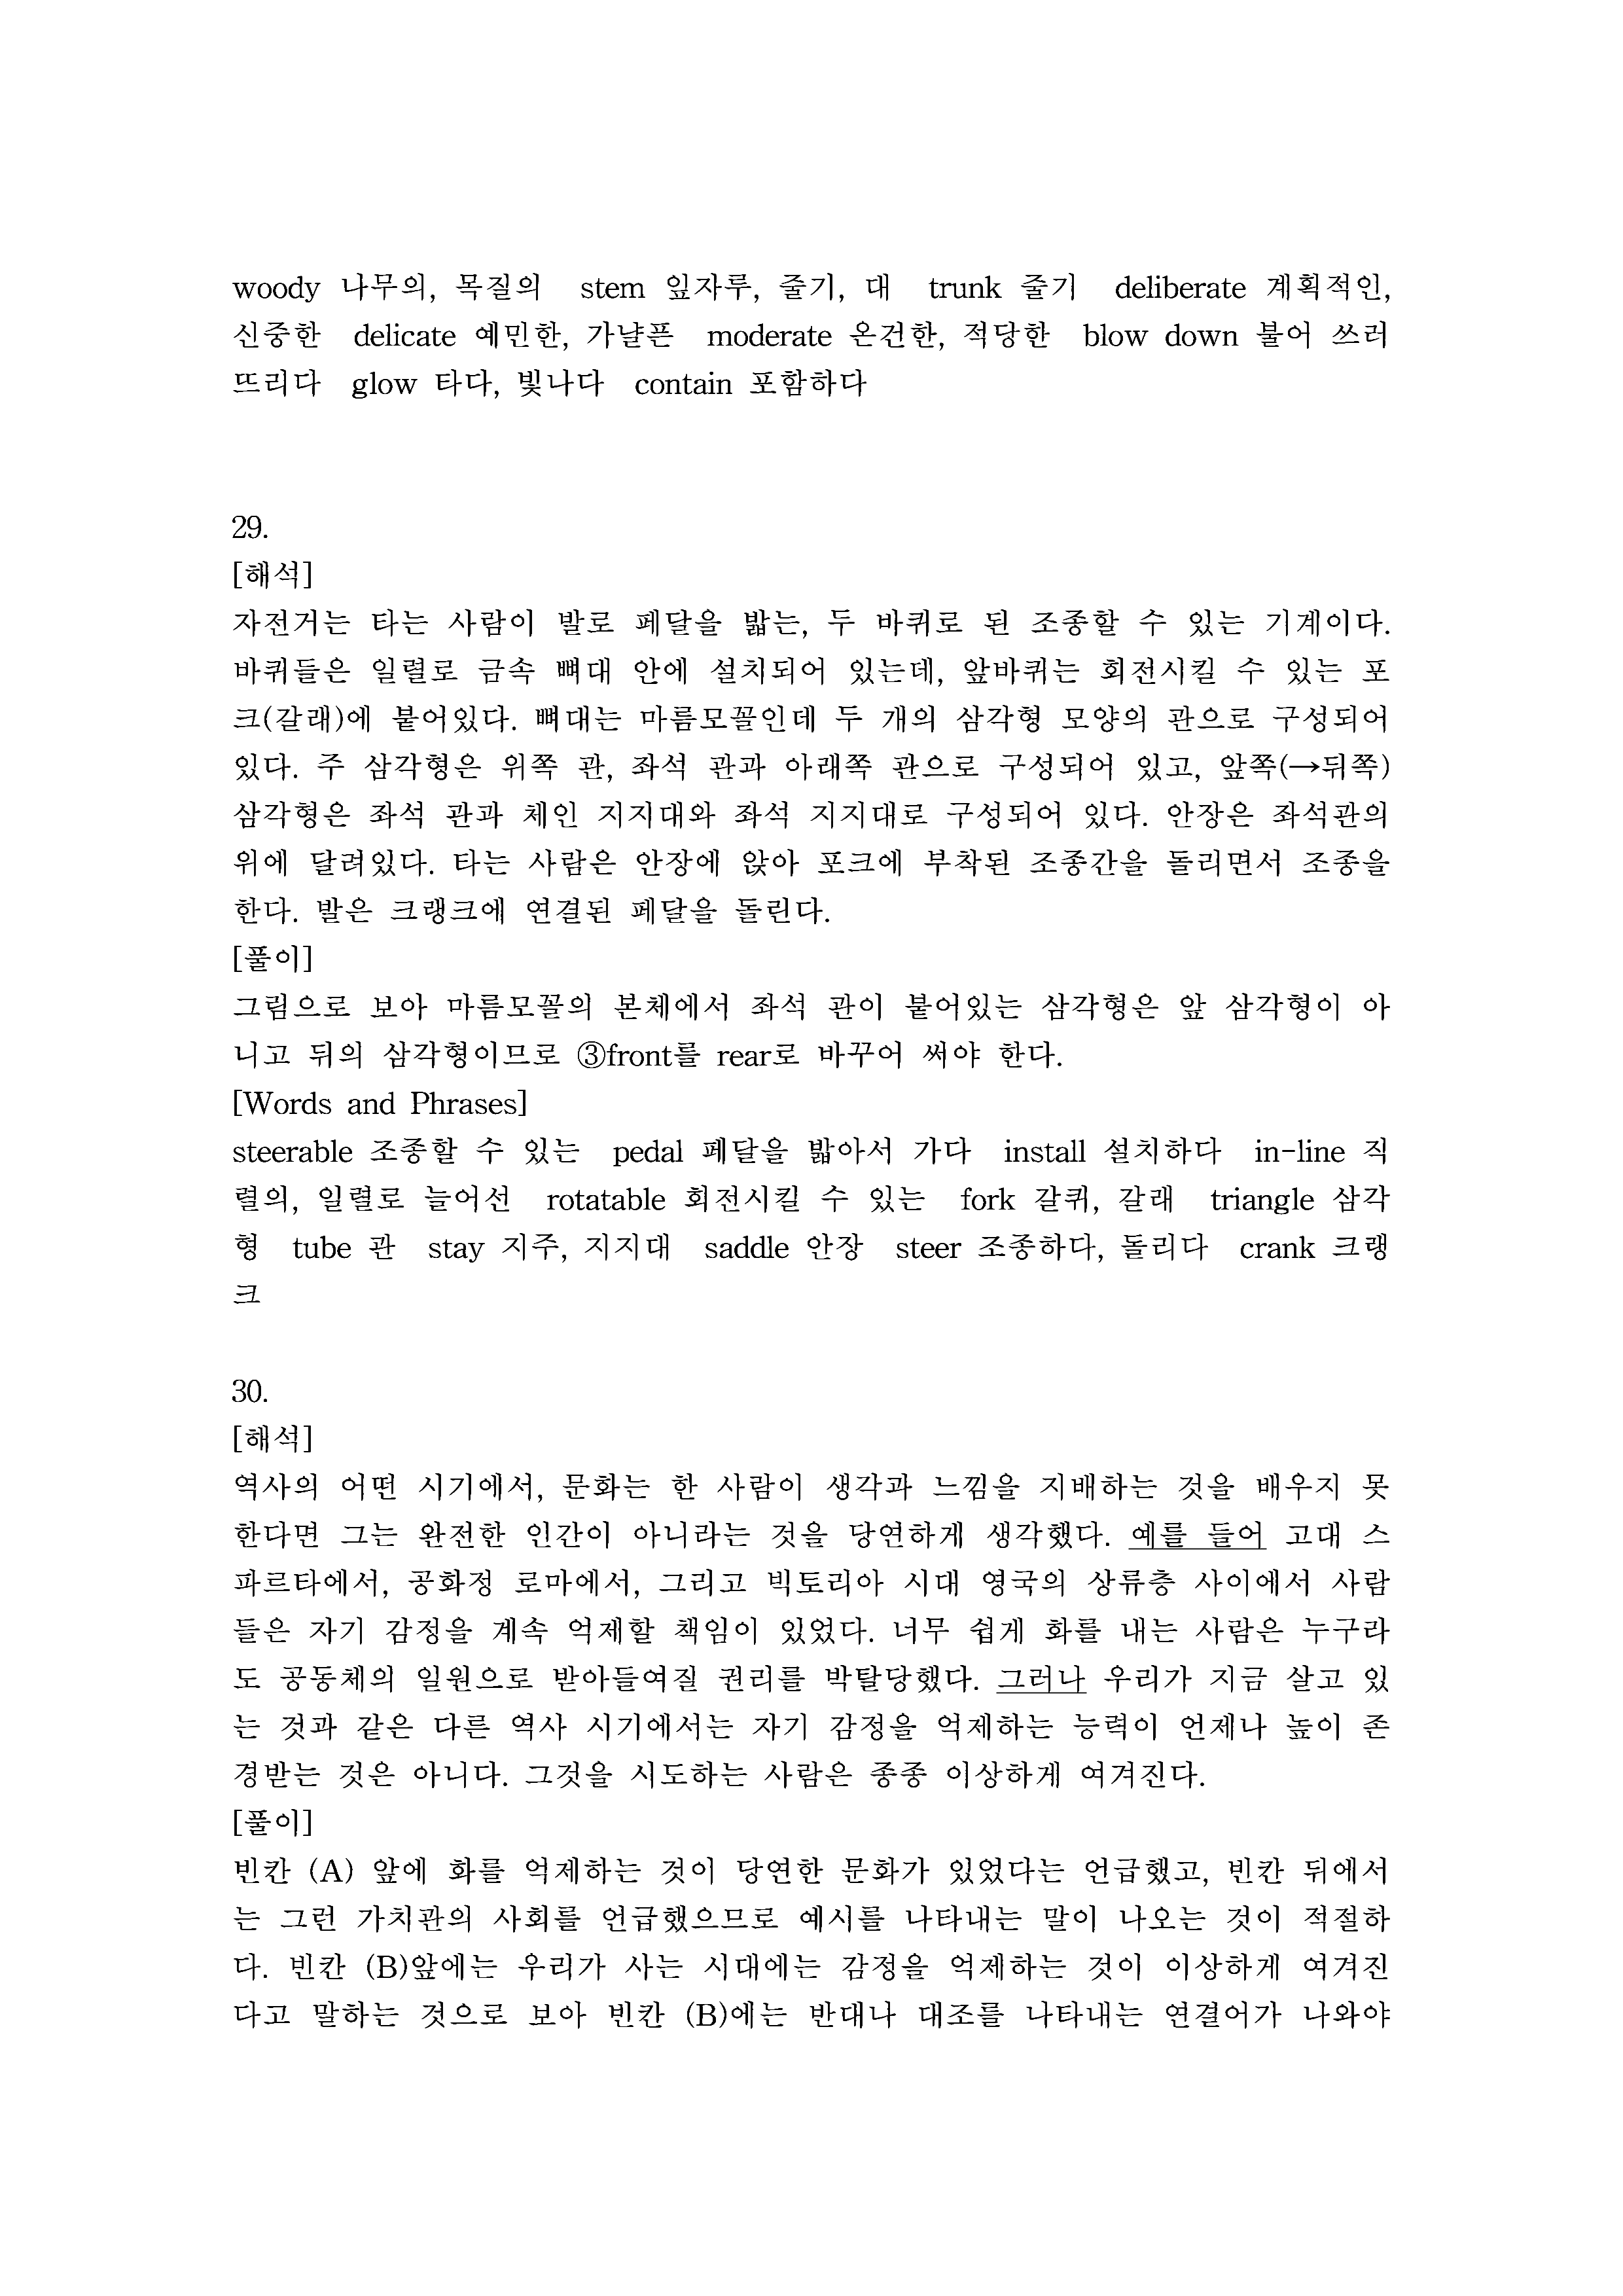 woody 나무의, 목질의  stem 잎자루, 줄기, 대  trunk 줄기  deliberate 계획적인,
신중한  delicate 예민한, 가냘픈  moderate 온건한, 적당한  blow down 불어 쓰러
뜨리다  glow 타다, 빛나다  contain 포함하다
29.
[해석]
자전거는 타는 사람이 발로 페달을 밟는, 두 바퀴로 된 조종할 수 있는 기계이다.
바퀴들은 일렬로 금속 뼈대 안에 설치되어 있는데, 앞바퀴는 회전시킬 수 있는 포
크(갈래)에 붙어있다. 뼈대는 마름모꼴인데 두 개의 삼각형 모양의 관으로 구성되어
있다. 주 삼각형은 위쪽 관, 좌석 관과 아래쪽 관으로 구성되어 있고, 앞쪽(→뒤쪽)
삼각형은 좌석 관과 체인 지지대와 좌석 지지대로 구성되어 있다. 안장은 좌석관의
위에 달려있다. 타는 사람은 안장에 앉아 포크에 부착된 조종간을 돌리면서 조종을
한다. 발은 크랭크에 연결된 페달을 돌린다.
[풀이]
그림으로 보아 마름모꼴의 본체에서 좌석 관이 붙어있는 삼각형은 앞 삼각형이 아
니고 뒤의 삼각형이므로 ③front를 rear로 바꾸어 써야 한다.
[Words and Phrases]
steerable 조종할 수 있는  pedal 페달을 밟아서 가다  install 설치하다  in-line 직
렬의, 일렬로 늘어선  rotatable 회전시킬 수 있는  fork 갈퀴, 갈래  triangle 삼각
형  tube 관  stay 지주, 지지대  saddle 안장  steer 조종하다, 돌리다  crank 크랭
크
30.
[해석]
역사의 어떤 시기에서, 문화는 한 사람이 생각과 느낌을 지배하는 것을 배우지 못
한다면 그는 완전한 인간이 아니라는 것을 당연하게 생각했다. 예를 들어 고대 스
파르타에서, 공화정 로마에서, 그리고 빅토리아 시대 영국의 상류층 사이에서 사람
들은 자기 감정을 계속 억제할 책임이 있었다. 너무 쉽게 화를 내는 사람은 누구라
도 공동체의 일원으로 받아들여질 권리를 박탈당했다. 그러나 우리가 지금 살고 있
는 것과 같은 다른 역사 시기에서는 자기 감정을 억제하는 능력이 언제나 높이 존
경받는 것은 아니다. 그것을 시도하는 사람은 종종 이상하게 여겨진다.
[풀이]
빈칸 (A) 앞에 화를 억제하는 것이 당연한 문화가 있었다는 언급했고, 빈칸 뒤에서
는 그런 가치관의 사회를 언급했으므로 예시를 나타내는 말이 나오는 것이 적절하
다. 빈칸 (B)앞에는 우리가 사는 시대에는 감정을 억제하는 것이 이상하게 여겨진
다고 말하는 것으로 보아 빈칸 (B)에는 반대나 대조를 나타내는 연결어가 나와야